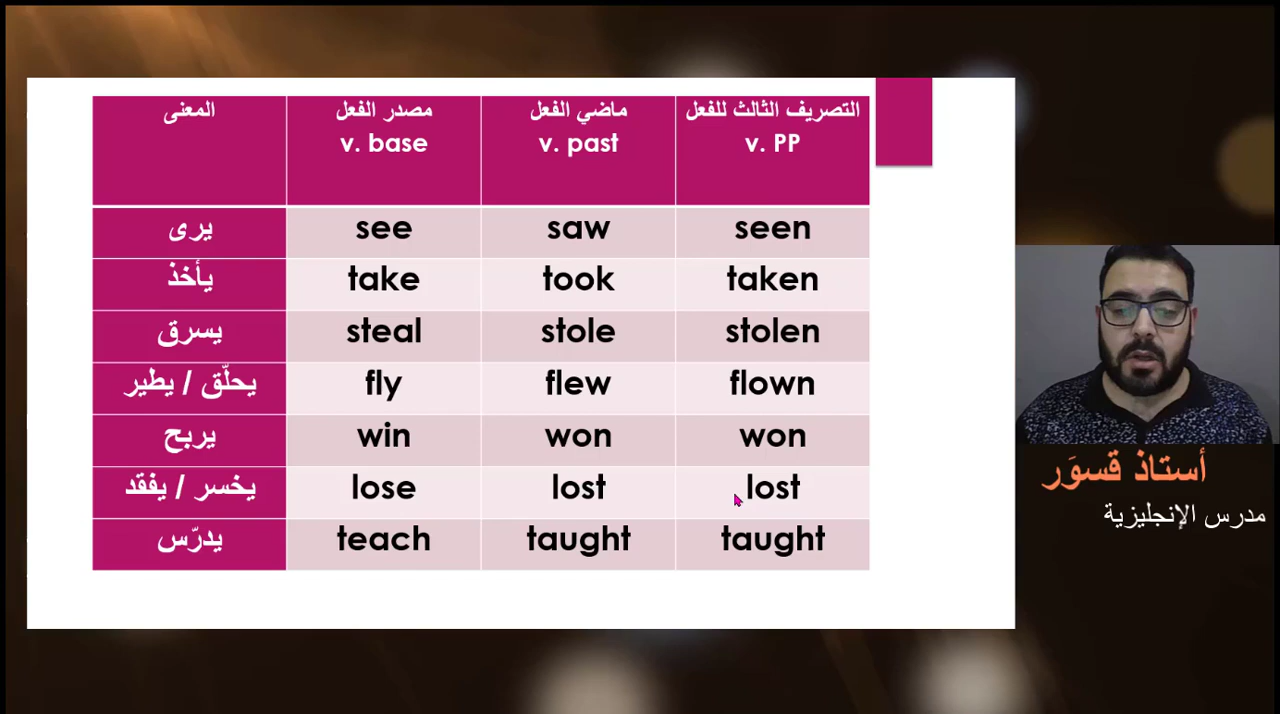 المعنى
مصدر الفعل
v. base
ماضي الفعل
v. past
التصريف الثالث للفعل
v. PP
يرى see saw seen
يأخذ take took taken
يسرق steal stole stolen
يحلّق / يطير fly flew flown
يربح win won won
يخسر / يفقد lose lost lost
يدرّس teach taught taught
أستاذ قسوَر
مدرس الإنجليزية